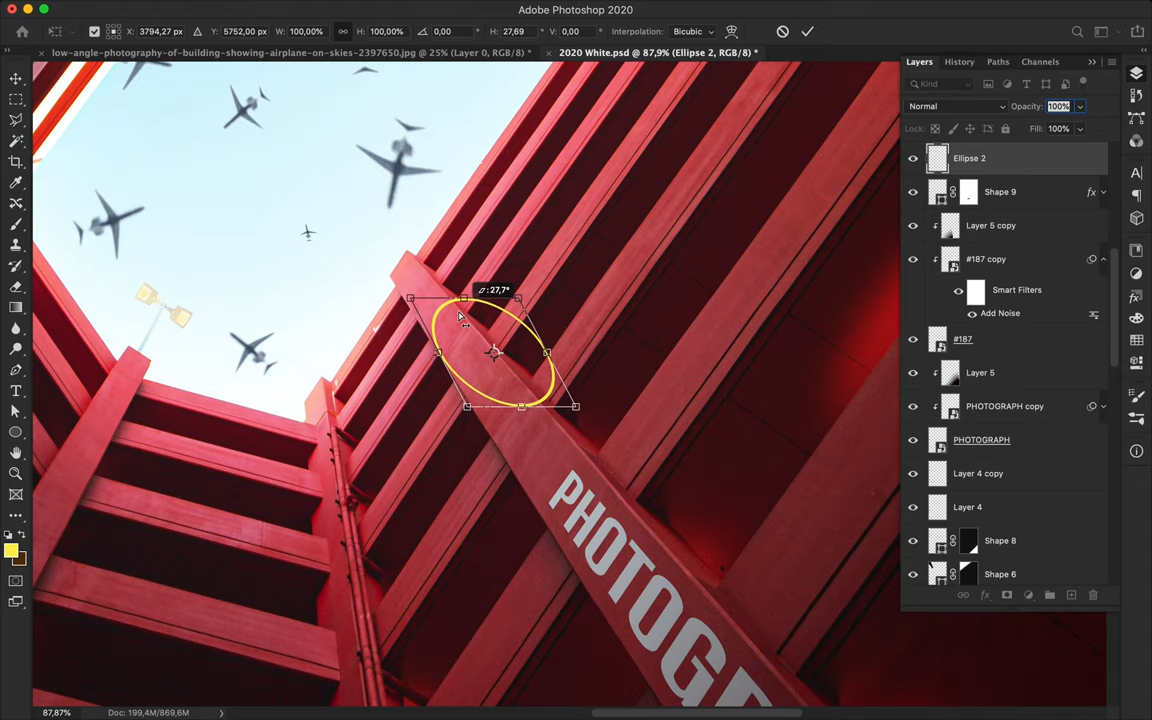 Adobe Photoshop 2020
X: 3794,27 px Y: 5752,00 px W: 100,00% H: 100,00% 0,00 H: 27,69 V: 0,00 Interpolation: Bicubic
low-angle-photography-of-building-showing-airplane-on-skies-2397650.jpg @ 25% (Layer 0, RGB/8) *
2020 White.psd @ 87,9% (Ellipse 2, RGB/8) *
Layers History Paths Channels
Kind
Normal Opacity: 100%
Lock: Fill: 100%
Ellipse 2
Shape 9 fx
Layer 5 copy
#187 copy
Smart Filters
Add Noise
#187
Layer 5
PHOTOGRAPH copy
PHOTOGRAPH
Layer 4 copy
Layer 4
Shape 8
Shape 6
: 27,7°
PHOTOGR
87,87% Doc: 199,4M/869,6M